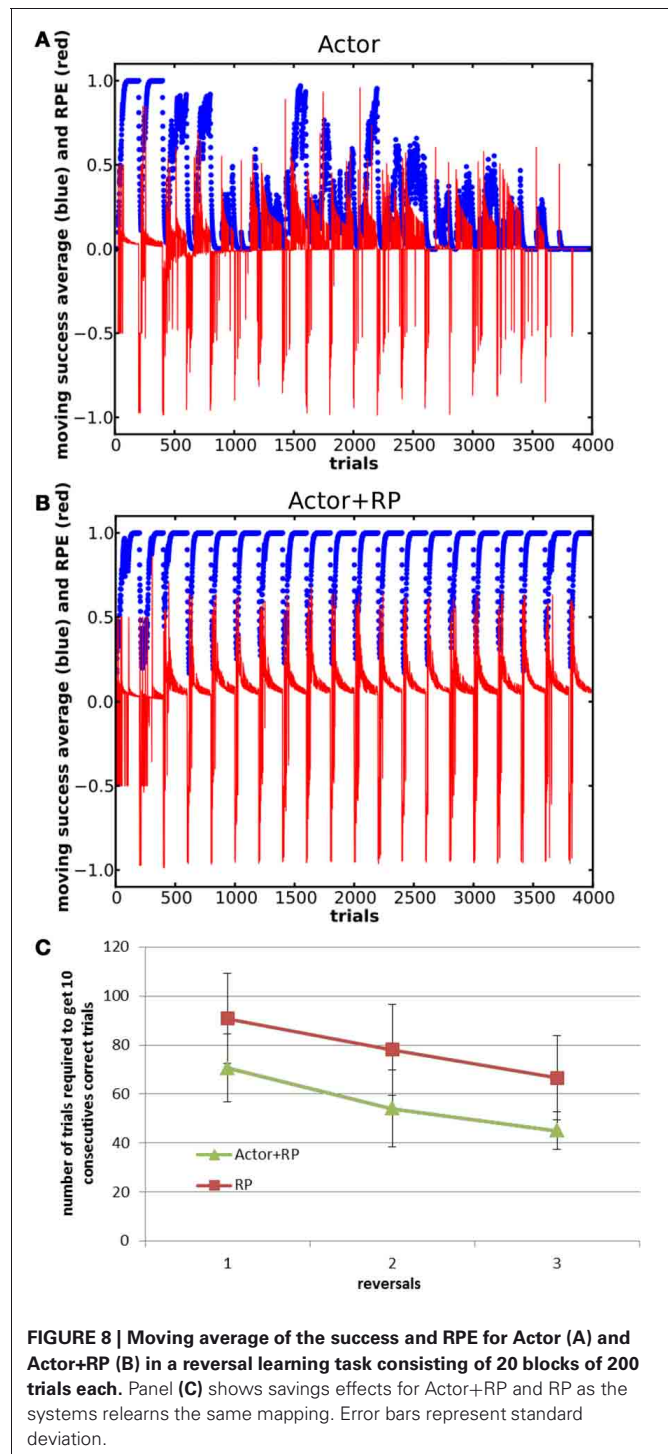 A
Actor
moving success average (blue) and RPE (red)
1.0
0.5
0.0
−0.5
−1.0
0 500 1000 1500 2000 2500 3000 3500 4000
trials
B
Actor+RP
moving success average (blue) and RPE (red)
1.0
0.5
0.0
−0.5
−1.0
0 500 1000 1500 2000 2500 3000 3500 4000
trials
C
number of trials required to get 10
consecutives correct trials
120
100
80
60
40
20
0
Actor+RP
RP
1 2 3
reversals
FIGURE 8 | Moving average of the success and RPE for Actor (A) and
Actor+RP (B) in a reversal learning task consisting of 20 blocks of 200
trials each. Panel (C) shows savings effects for Actor+RP and RP as the
systems relearns the same mapping. Error bars represent standard
deviation.